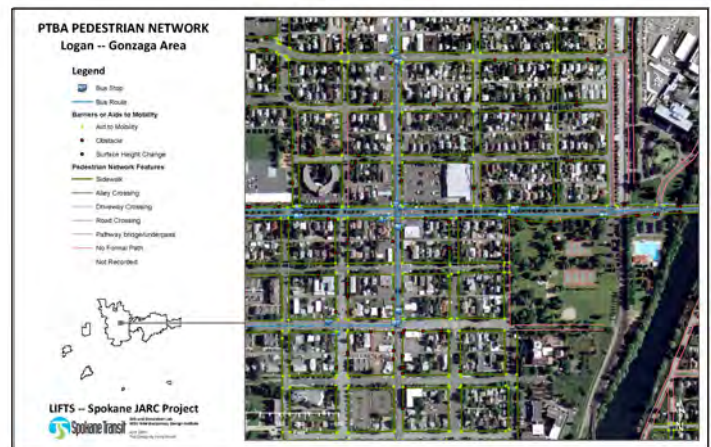 PTBA PEDESTRIAN NETWORK
Logan -- Gonzaga Area
Legend
Bus Stop
Bus Route
Barriers or Aide to Mobility
Aid to Mobility
Obstacle
Surface Height Change
Pedestrian Network Features
Sidewalk
Alley Crossing
Driveway Crossing
Road Crossing
Pathway bridge/underpass
No Formal Path
Not Recorded
LIFTS -- Spokane JARC Project
Spokane Transit